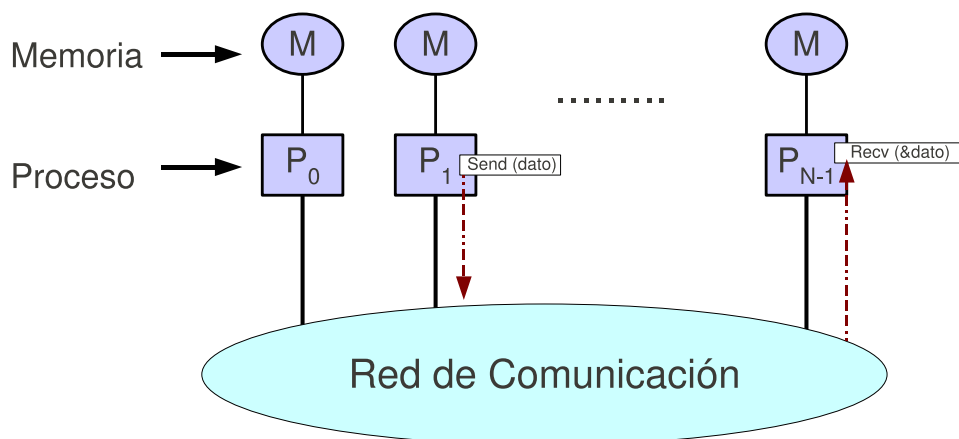 Memoria
M
M
M
Proceso
P0
P1
Send (dato)
PN-1
Recv (&dato)
Red de Comunicación